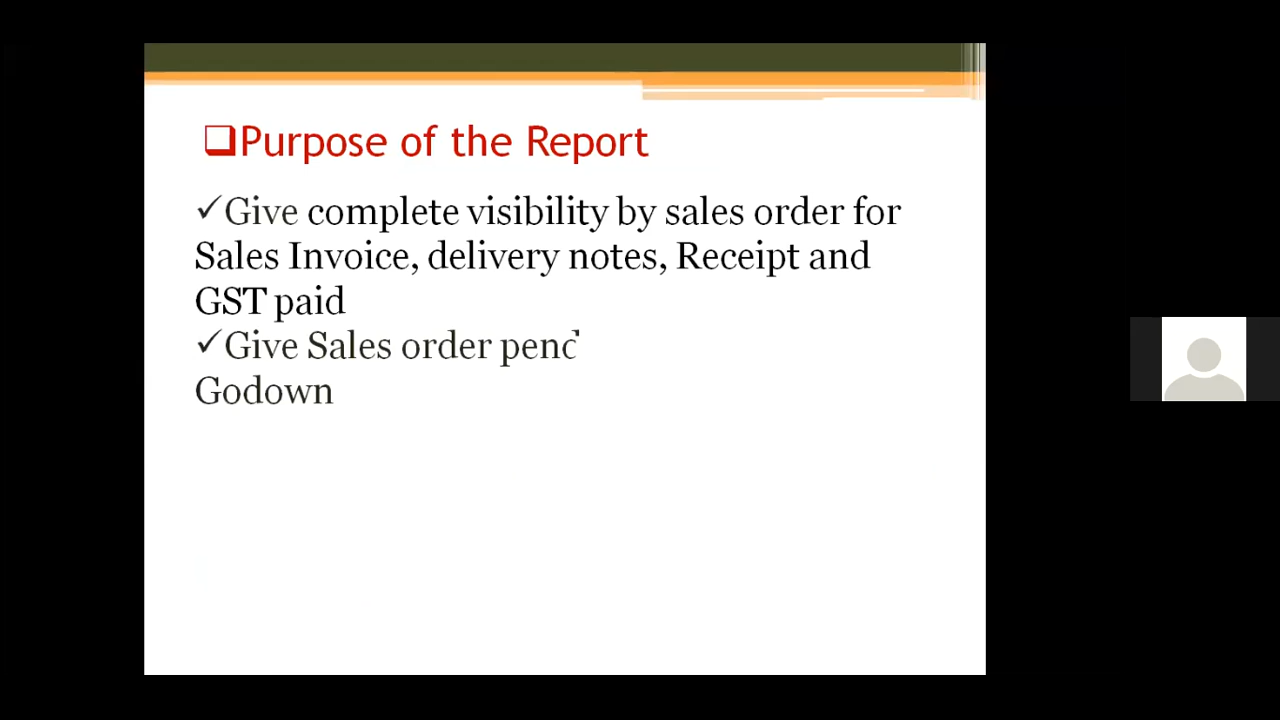 Purpose of the Report
Give complete visibility by sales order for
Sales Invoice, delivery notes, Receipt and
GST paid
Give Sales order
Godown